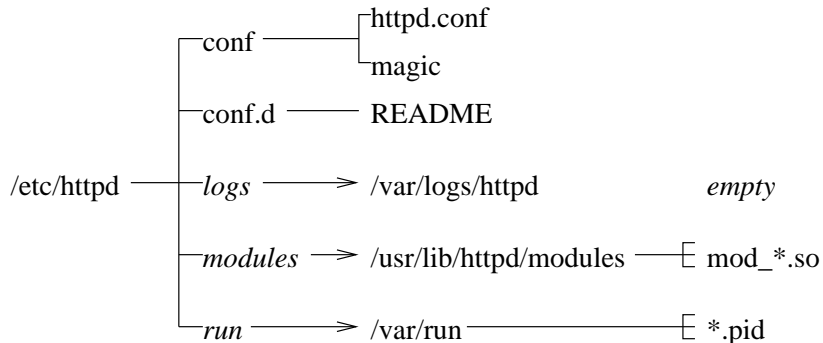 httpd.conf
conf
magic
conf.d README
/etc/httpd logs /var/logs/httpd empty
modules /usr/lib/httpd/modules mod_*.so
run /var/run *.pid